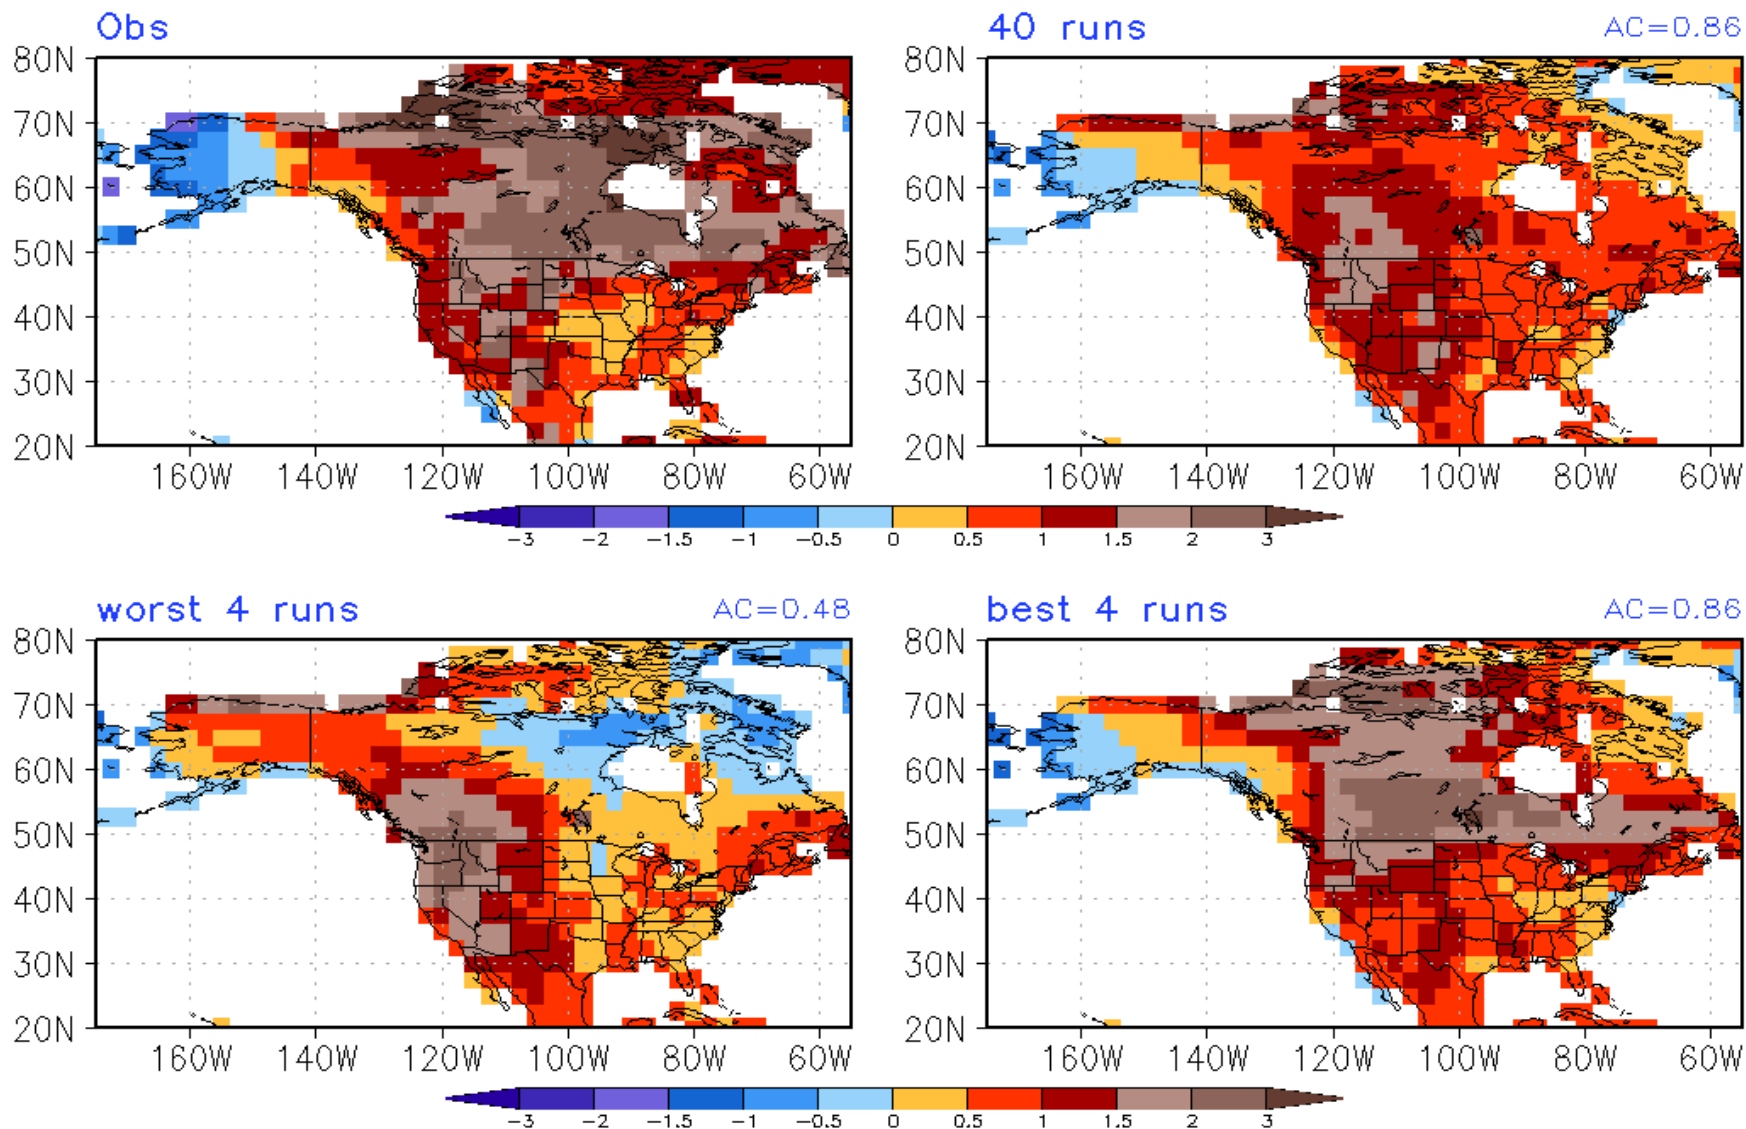 Obs
40 runs AC=0.86
80N
70N
60N
50N
40N
30N
20N
160W 140W 120W 100W 80W 60W
80N
70N
60N
50N
40N
30N
20N
160W 140W 120W 100W 80W 60W
-3 -2 -1.5 -1 -0.5 0 0.5 1 1.5 2 3
worst 4 runs AC=0.48
best 4 runs AC=0.86
80N
70N
60N
50N
40N
30N
20N
160W 140W 120W 100W 80W 60W
80N
70N
60N
50N
40N
30N
20N
160W 140W 120W 100W 80W 60W
-3 -2 -1.5 -1 -0.5 0 0.5 1 1.5 2 3